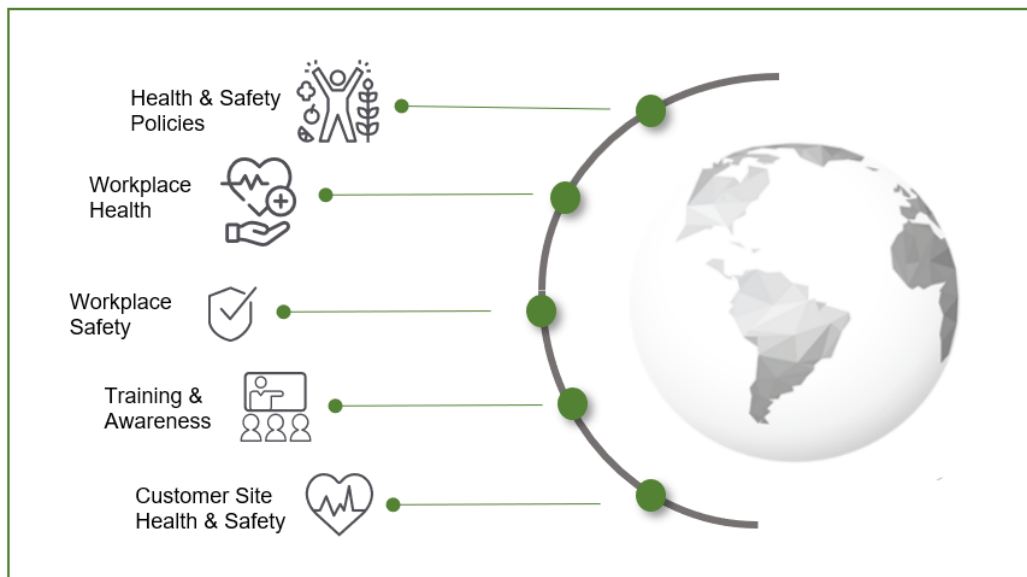 Health & Safety
Policies
Workplace
Health
Workplace
Safety
Training &
Awareness
Customer Site
Health & Safety